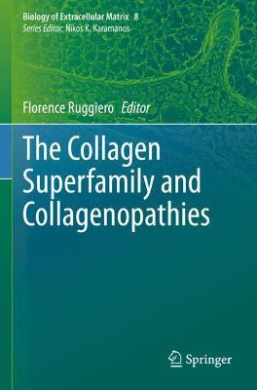 Biology of Extracellular Matrix 8
Series Editor: Nikos K. Karamanos
Florence Ruggiero Editor
The Collagen
Superfamily and
Collagenopathies
Springer